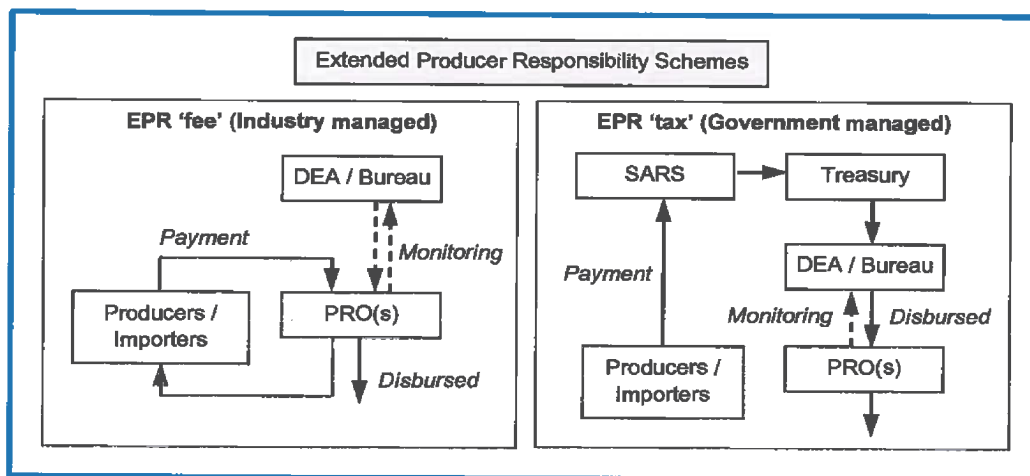 Extended Producer Responsibility Schemes
EPR 'fee' (Industry managed)
DEA / Bureau
Payment
Monitoring
Producers /
Importers
PRO(s)
Disbursed
EPR 'tax' (Government managed)
SARS
Treasury
Payment
DEA / Bureau
Monitoring
Disbursed
Producers /
Importers
PRO(s)